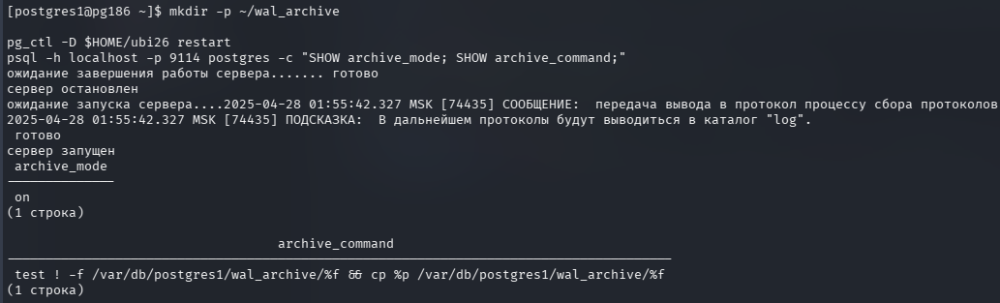 [postgres1@pg186 ~]$ mkdir -p ~/wal_archive
pg_ctl -D $HOME/ubi26 restart
psql -h localhost -p 9114 postgres -c "SHOW archive_mode; SHOW archive_command;"
ожидание завершения работы сервера....... готово
сервер остановлен
ожидание запуска сервера....2025-04-28 01:55:42.327 MSK [74435] СООБЩЕНИЕ:  передача вывода в протокол процессу сбора протоколов
2025-04-28 01:55:42.327 MSK [74435] ПОДСКАЗКА:  В дальнейшем протоколы будут выводиться в каталог "log".
 готово
сервер запущен
 archive_mode
--------------
 on
(1 строка)
archive_command
--------------------------------------------------------------------------------------
 test ! -f /var/db/postgres1/wal_archive/%f && cp %p /var/db/postgres1/wal_archive/%f
(1 строка)